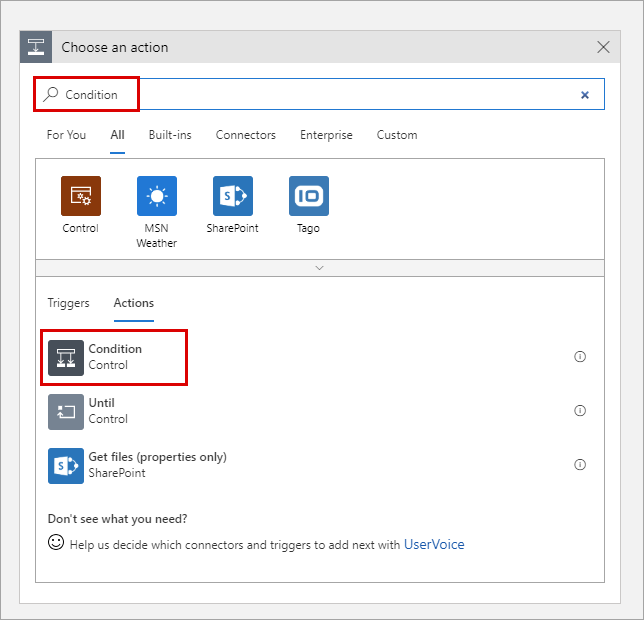 Choose an action
Condition
For You All Built-ins Connectors Enterprise Custom
Control MSN Weather SharePoint Tago
Triggers Actions
Condition
Control
Until
Control
Get files (properties only)
SharePoint
Don't see what you need?
Help us decide which connectors and triggers to add next with UserVoice